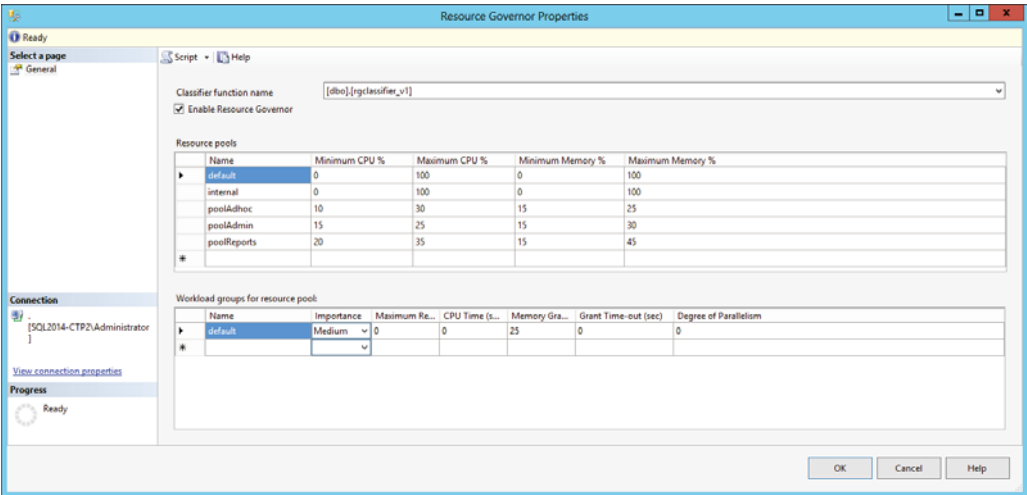 Resource Governor Properties
Ready
Select a page
General
Script Help
Classifier function name [dbo].[rgclassifier_v1]
Enable Resource Governor
Resource pools
Name Minimum CPU % Maximum CPU % Minimum Memory % Maximum Memory %
default 0 100 0 100
internal 0 100 0 100
poolAdhoc 10 30 15 25
poolAdmin 15 25 15 30
poolReports 20 35 15 45
Connection
.
[SQL2014-CTP2\Administrator
]
View connection properties
Progress
Ready
Workload groups for resource pool:
Name Importance Maximum Re... CPU Time (s... Memory Gra... Grant Time-out (sec) Degree of Parallelism
default Medium 0 0 25 0 0
OK Cancel Help